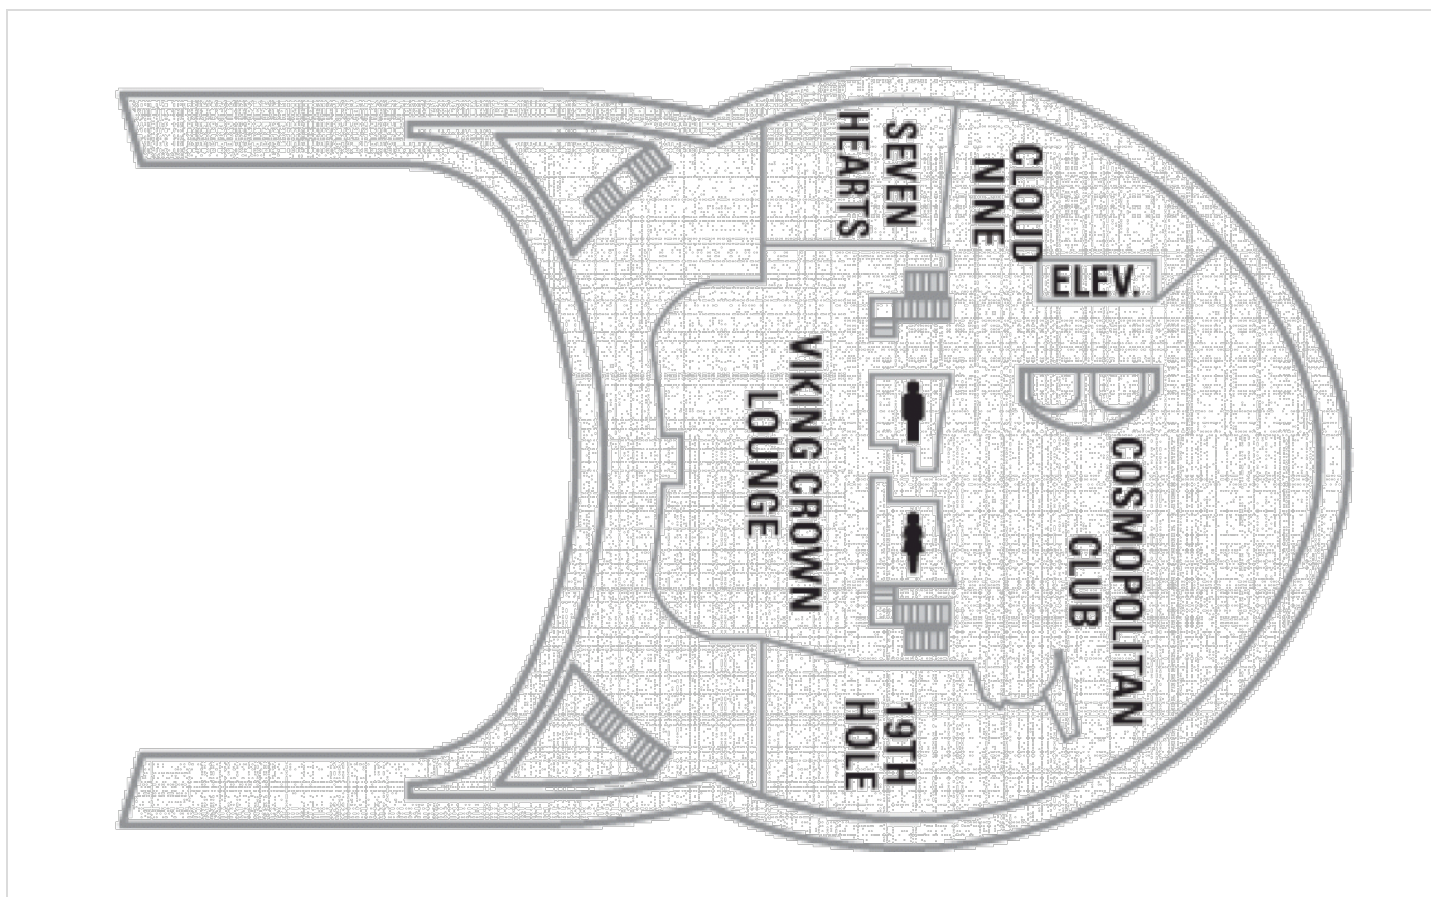 SEVEN
HEARTS
CLOUD
NINE
ELEV.
VIKING CROWN
LOUNGE
COSMOPOLITAN
CLUB
19TH
HOLE